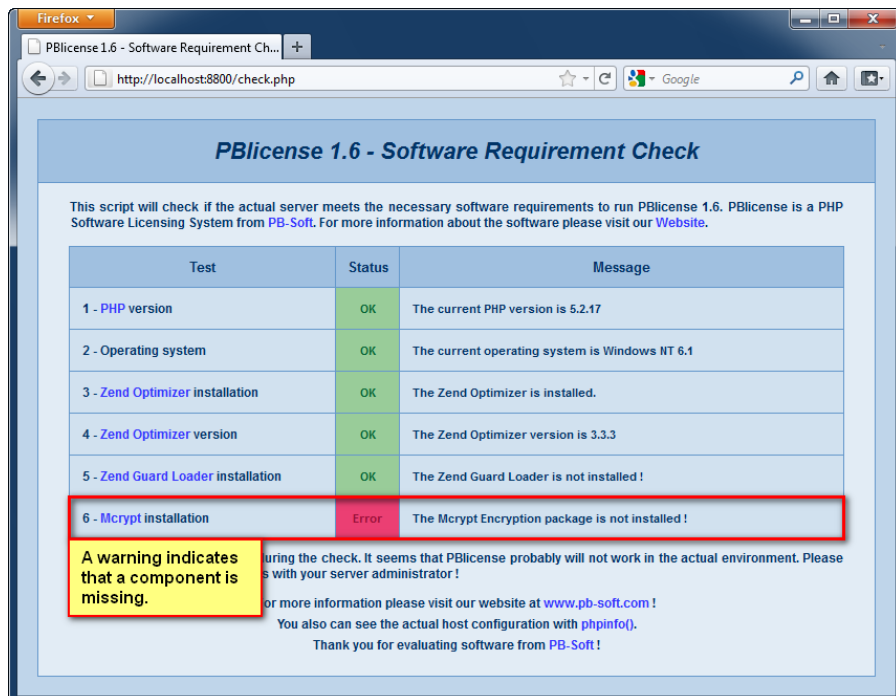 Firefox
PBlicense 1.6 - Software Requirement Ch...
http://localhost:8800/check.php
Google
PBlicense 1.6 - Software Requirement Check
This script will check if the actual server meets the necessary software requirements to run PBlicense 1.6. PBlicense is a PHP
Software Licensing System from PB-Soft. For more information about the software please visit our Website.
Test Status Message
1 - PHP version OK The current PHP version is 5.2.17
2 - Operating system OK The current operating system is Windows NT 6.1
3 - Zend Optimizer installation OK The Zend Optimizer is installed.
4 - Zend Optimizer version OK The Zend Optimizer version is 3.3.3
5 - Zend Guard Loader installation OK The Zend Guard Loader is not installed !
6 - Mcrypt installation Error The Mcrypt Encryption package is not installed !
A warning indicates
that a component is
missing.
during the check. It seems that PBlicense probably will not work in the actual environment. Please
with your server administrator !
more information please visit our website at www.pb-soft.com !
You also can see the actual host configuration with phpinfo().
Thank you for evaluating software from PB-Soft !